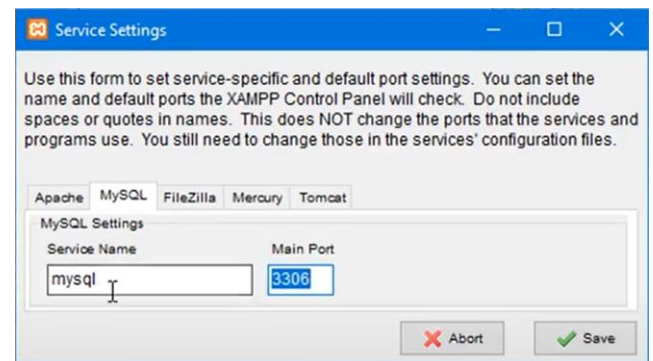 Service Settings
Use this form to set service-specific and default port settings. You can set the
name and default ports the XAMPP Control Panel will check. Do not include
spaces or quotes in names. This does NOT change the ports that the services and
programs use. You still need to change those in the services' configuration files.
Apache MySQL FileZilla Mercury Tomcat
MySQL Settings
Service Name Main Port
mysql 3306
Abort Save